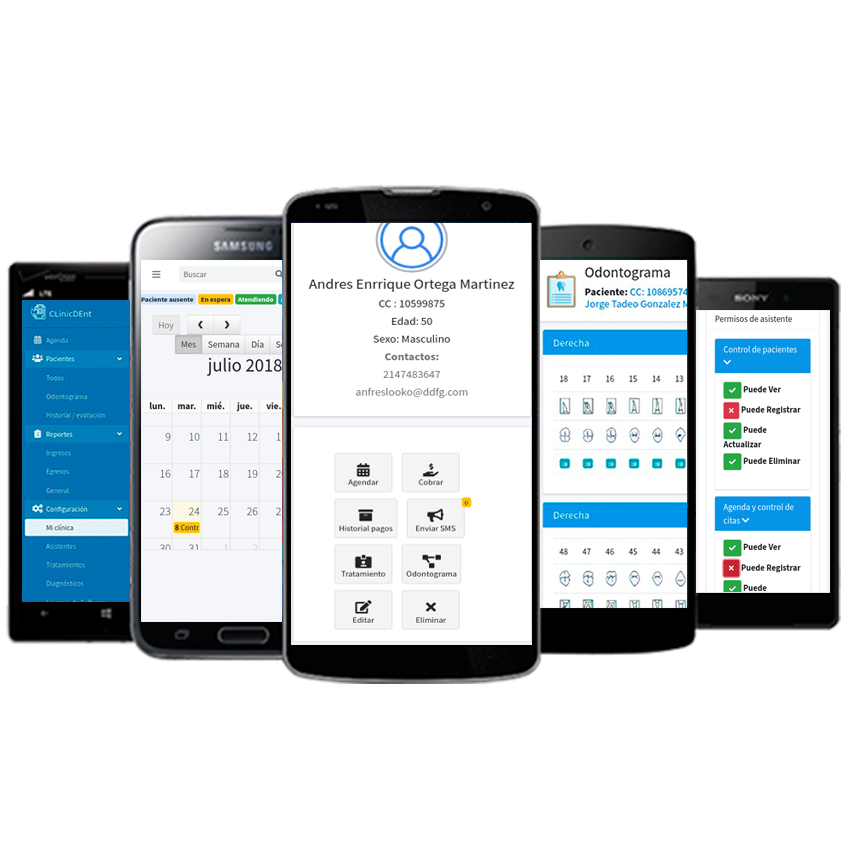 verizon
LTE
CLinicDEnt
Agenda
Pacientes
Todos
Odontograma
Historial / evolución
Reportes
Ingresos
Egresos
General
Configuración
Mi clínica
Asistentes
Tratamientos
Diagnósticos
SAMSUNG
Buscar
Paciente ausente En espera Atendiendo
Hoy
Mes Semana Día
julio 2018
lun. mar. mié. jue. vie.
9 10 11 12
16 17 18 19 20
23 24 25 26
8 Contr
30 31 1 2
Andres Enrrique Ortega Martinez
CC : 10599875
Edad: 50
Sexo: Masculino
Contactos:
2147483647
anfreslooko@ddfg.com
Agendar Cobrar
0
Historial pagos Enviar SMS
Tratamiento Odontograma
Editar Eliminar
Odontograma
Paciente: CC: 10869574
Jorge Tadeo Gonzalez M
Derecha
18 17 16 15 14 13
Derecha
48 47 46 45 44 43
SONY
Permisos de asistente
Control de pacientes
Puede Ver
Puede Registrar
Puede
Actualizar
Puede Eliminar
Agenda y control de
citas
Puede Ver
Puede Registrar
Puede